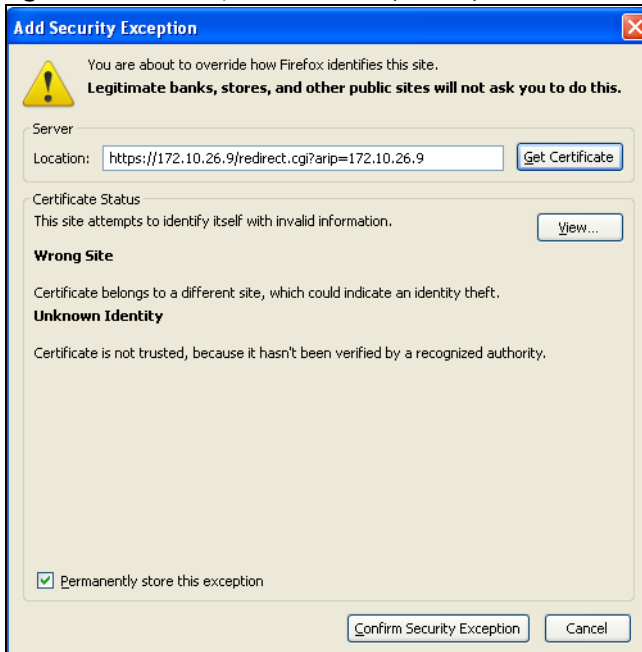 Add Security Exception
You are about to override how Firefox identifies this site.
Legitimate banks, stores, and other public sites will not ask you to do this.
Server
Location: https://172.10.26.9/redirect.cgi?arip=172.10.26.9 Get Certificate
Certificate Status
This site attempts to identify itself with invalid information. View...
Wrong Site
Certificate belongs to a different site, which could indicate an identity theft.
Unknown Identity
Certificate is not trusted, because it hasn't been verified by a recognized authority.
Permanently store this exception
Confirm Security Exception Cancel